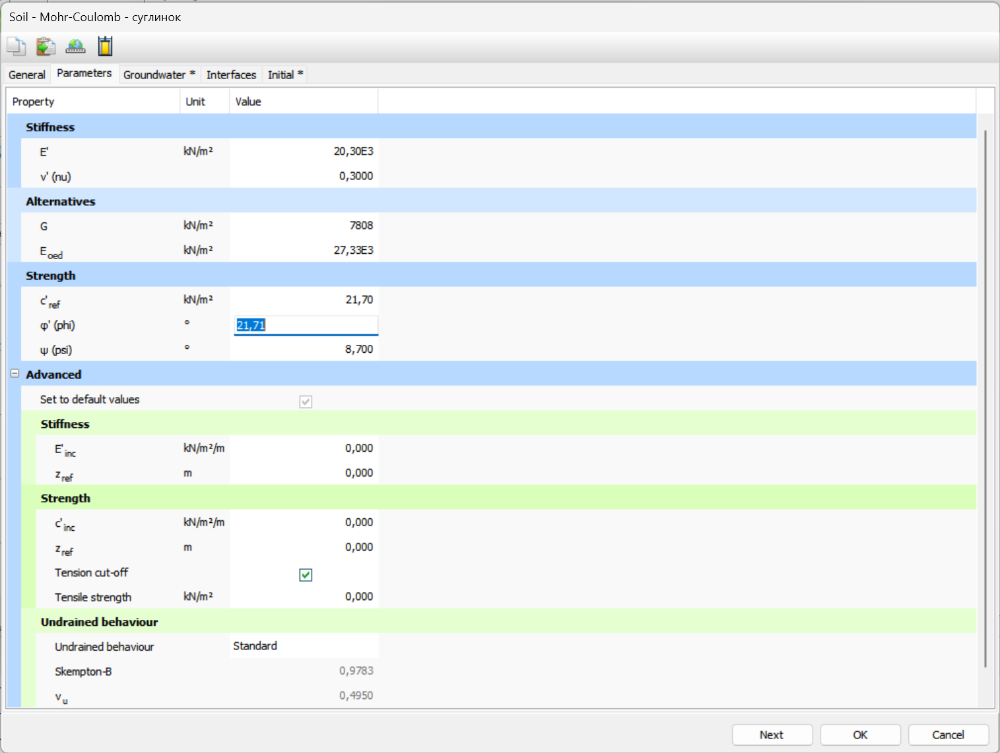 Soil - Mohr-Coulomb - суглинок
General Parameters Groundwater * Interfaces Initial *
Property Unit Value
Stiffness
E' kN/m² 20,30E3
ν' (nu) 0,3000
Alternatives
G kN/m² 7808
E oed kN/m² 27,33E3
Strength
c' ref kN/m² 21,70
φ' (phi) ° 21,71
ψ (psi) ° 8,700
Advanced
Set to default values
Stiffness
E' inc kN/m²/m 0,000
z ref m 0,000
Strength
c' inc kN/m²/m 0,000
z ref m 0,000
Tension cut-off
Tensile strength kN/m² 0,000
Undrained behaviour
Undrained behaviour Standard
Skempton-B 0,9783
ν u 0,4950
Next OK Cancel